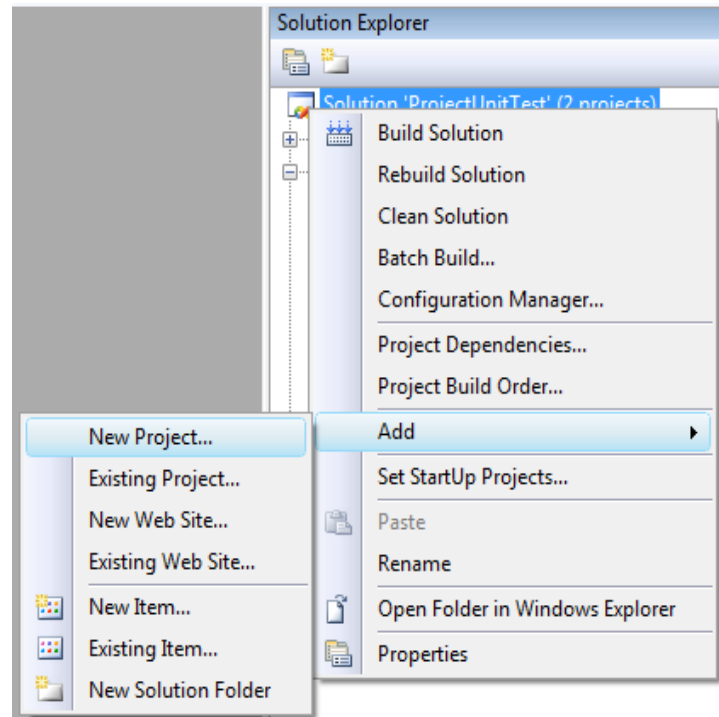 Solution Explorer
Solution 'ProjectUnitTest' (2 projects)
Build Solution
Rebuild Solution
Clean Solution
Batch Build...
Configuration Manager...
Project Dependencies...
Project Build Order...
Add
Set StartUp Projects...
Paste
Rename
Open Folder in Windows Explorer
Properties
New Project...
Existing Project...
New Web Site...
Existing Web Site...
New Item...
Existing Item...
New Solution Folder